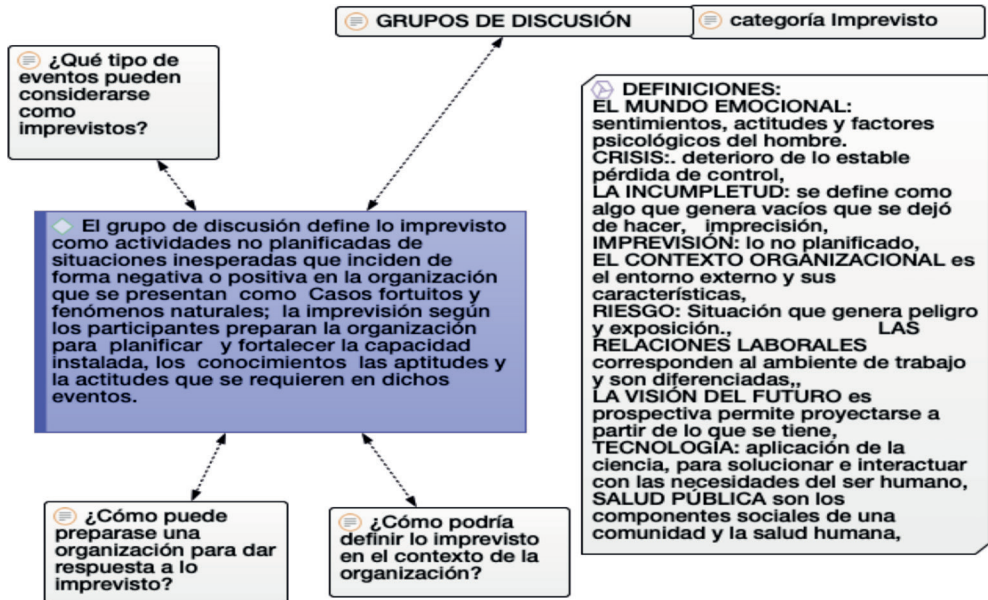 GRUPOS DE DISCUSIÓN
categoría Imprevisto
¿Qué tipo de
eventos pueden
considerarse
como
imprevistos?
El grupo de discusión define lo imprevisto
como actividades no planificadas de
situaciones inesperadas que inciden de
forma negativa o positiva en la organización
que se presentan como Casos fortuitos y
fenómenos naturales; la imprevisión según
los participantes preparan la organización
para planificar y fortalecer la capacidad
instalada, los conocimientos las aptitudes y
la actitudes que se requieren en dichos
eventos.
¿Cómo puede
preparase una
organización para dar
respuesta a lo
imprevisto?
¿Cómo podría
definir lo imprevisto
en el contexto de la
organización?
DEFINICIONES:
EL MUNDO EMOCIONAL:
sentimientos, actitudes y factores
psicológicos del hombre.
CRISIS:. deterioro de lo estable
pérdida de control,
LA INCUMPLETUD: se define como
algo que genera vacíos que se dejó
de hacer, imprecisión,
IMPREVISIÓN: lo no planificado,
EL CONTEXTO ORGANIZACIONAL es
el entorno externo y sus
características,
RIESGO: Situación que genera peligro
y exposición., LAS
RELACIONES LABORALES
corresponden al ambiente de trabajo
y son diferenciadas,,
LA VISIÓN DEL FUTURO es
prospectiva permite proyectarse a
partir de lo que se tiene,
TECNOLOGÍA: aplicación de la
ciencia, para solucionar e interactuar
con las necesidades del ser humano,
SALUD PÚBLICA son los
componentes sociales de una
comunidad y la salud humana,